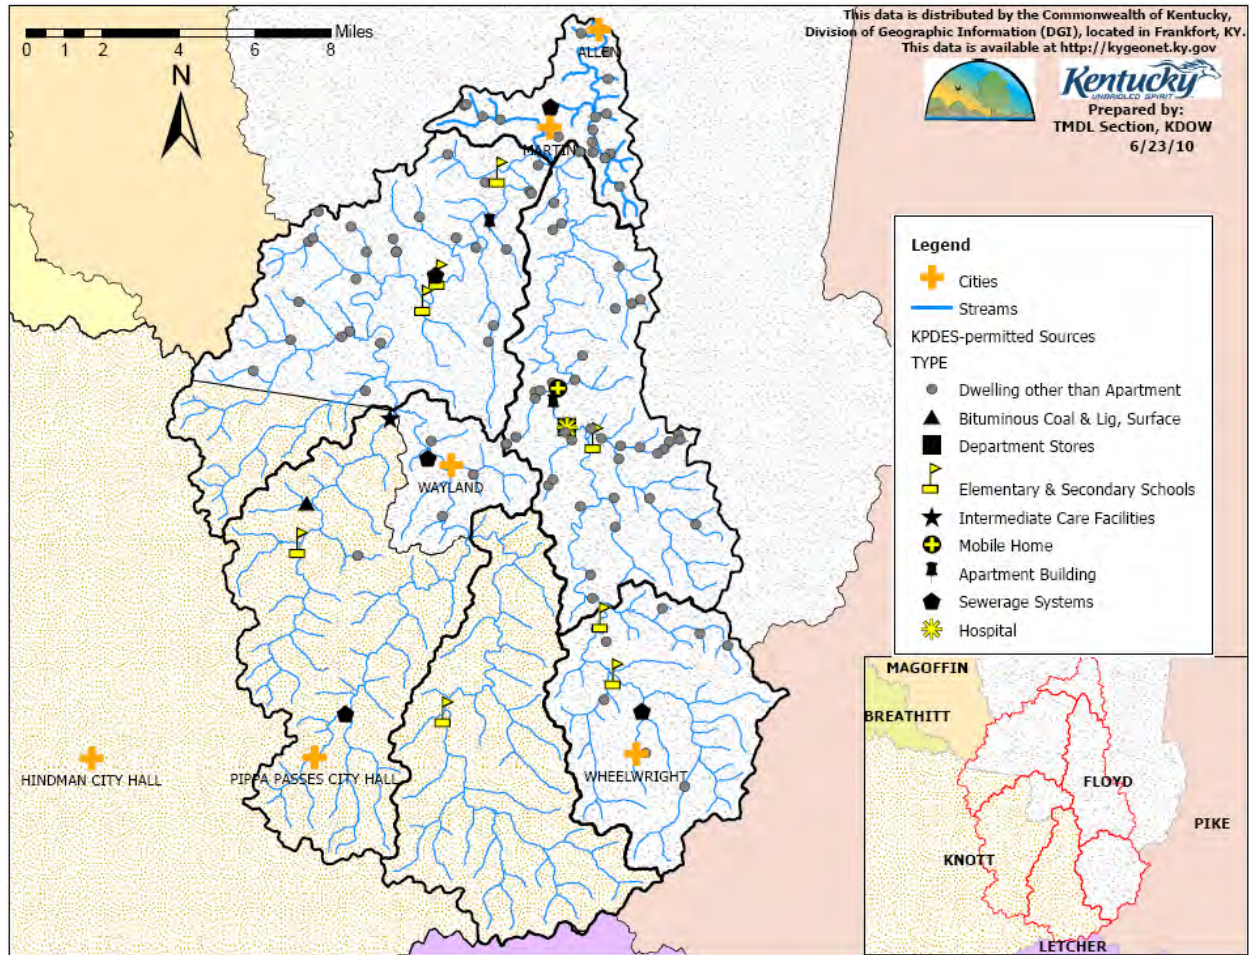 This data is distributed by the Commonwealth of Kentucky,
Division of Geographic Information (DGI), located in Frankfort, KY.
This data is available at http://kygeonet.ky.gov
Kentucky
UNBRIDLED SPIRIT
Prepared by:
TMDL Section, KDOW
6/23/10
Miles
0 1 2 4 6 8
N
ALLEN
MARTIN
WAYLAND
HINDMAN CITY HALL
PIPPA PASSES CITY HALL
WHEELWRIGHT
Legend
Cities
Streams
KPDES-permitted Sources
TYPE
Dwelling other than Apartment
Bituminous Coal & Lig, Surface
Department Stores
Elementary & Secondary Schools
Intermediate Care Facilities
Mobile Home
Apartment Building
Sewerage Systems
Hospital
MAGOFFIN
BREATHITT
FLOYD
PIKE
KNOTT
LETCHER